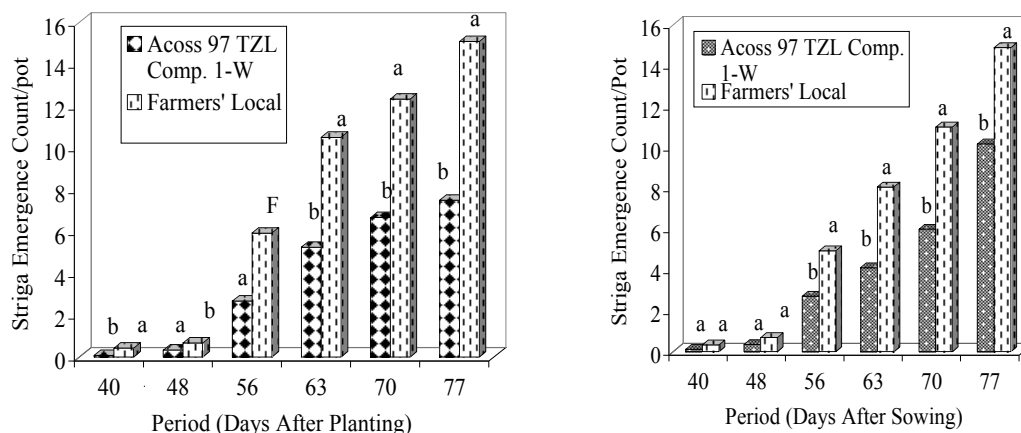 Striga Emergence Count/pot
16
14
12
10
8
6
4
2
0
Acoss 97 TZL
Comp. 1-W
Farmers' Local
b a a b a F b a b a b a
40 48 56 63 70 77
Period (Days After Planting)
Striga Emergence Count/Pot
16
14
12
10
8
6
4
2
0
Acoss 97 TZL Comp.
1-W
Farmers' Local
a a a a b a b a b a b a
40 48 56 63 70 77
Period (Days After Sowing)